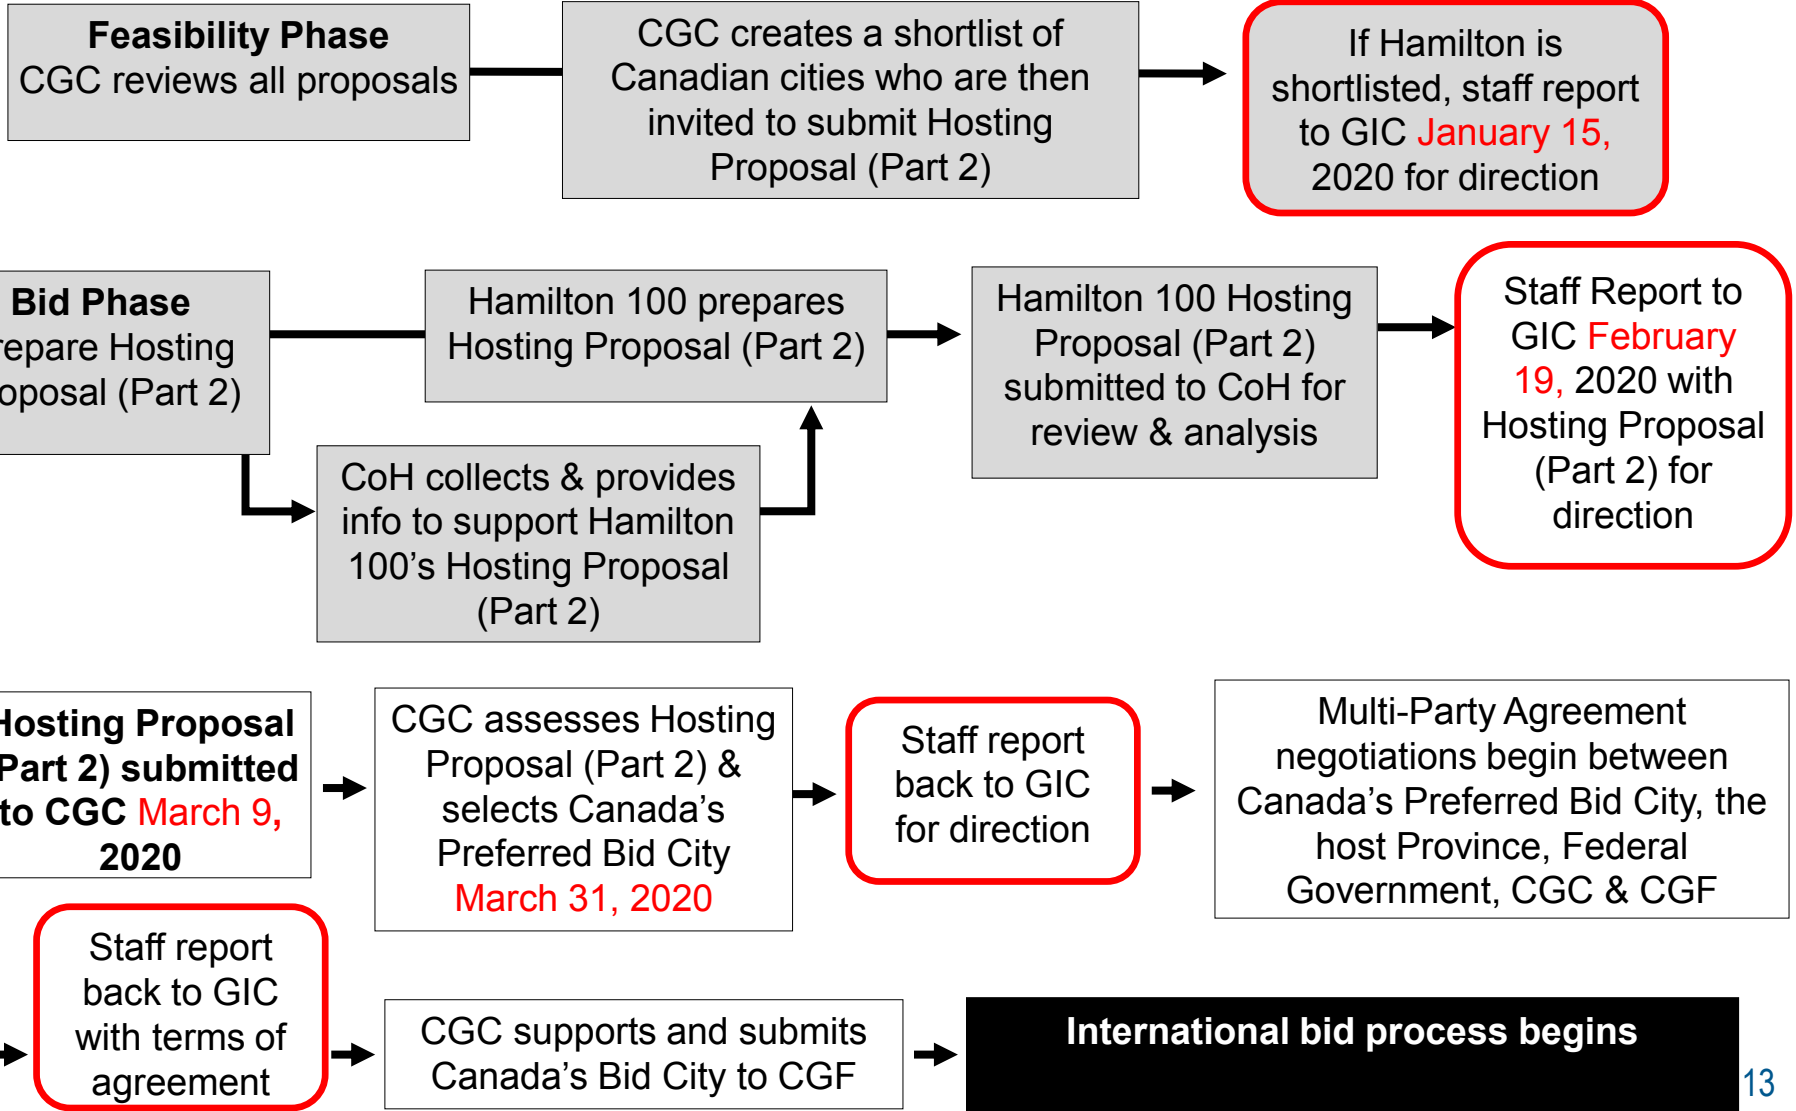 Feasibility Phase
CGC reviews all proposals
CGC creates a shortlist of
Canadian cities who are then
invited to submit Hosting
Proposal (Part 2)
If Hamilton is
shortlisted, staff report
to GIC January 15,
2020 for direction
Bid Phase
repare Hosting
oposal (Part 2)
Hamilton 100 prepares
Hosting Proposal (Part 2)
CoH collects & provides
info to support Hamilton
100’s Hosting Proposal
(Part 2)
Hamilton 100 Hosting
Proposal (Part 2)
submitted to CoH for
review & analysis
Staff Report to
GIC February
19, 2020 with
Hosting Proposal
(Part 2) for
direction
Hosting Proposal
(Part 2) submitted
to CGC March 9,
2020
CGC assesses Hosting
Proposal (Part 2) &
selects Canada’s
Preferred Bid City
March 31, 2020
Staff report
back to GIC
for direction
Multi-Party Agreement
negotiations begin between
Canada’s Preferred Bid City, the
host Province, Federal
Government, CGC & CGF
Staff report
back to GIC
with terms of
agreement
CGC supports and submits
Canada’s Bid City to CGF
International bid process begins
13